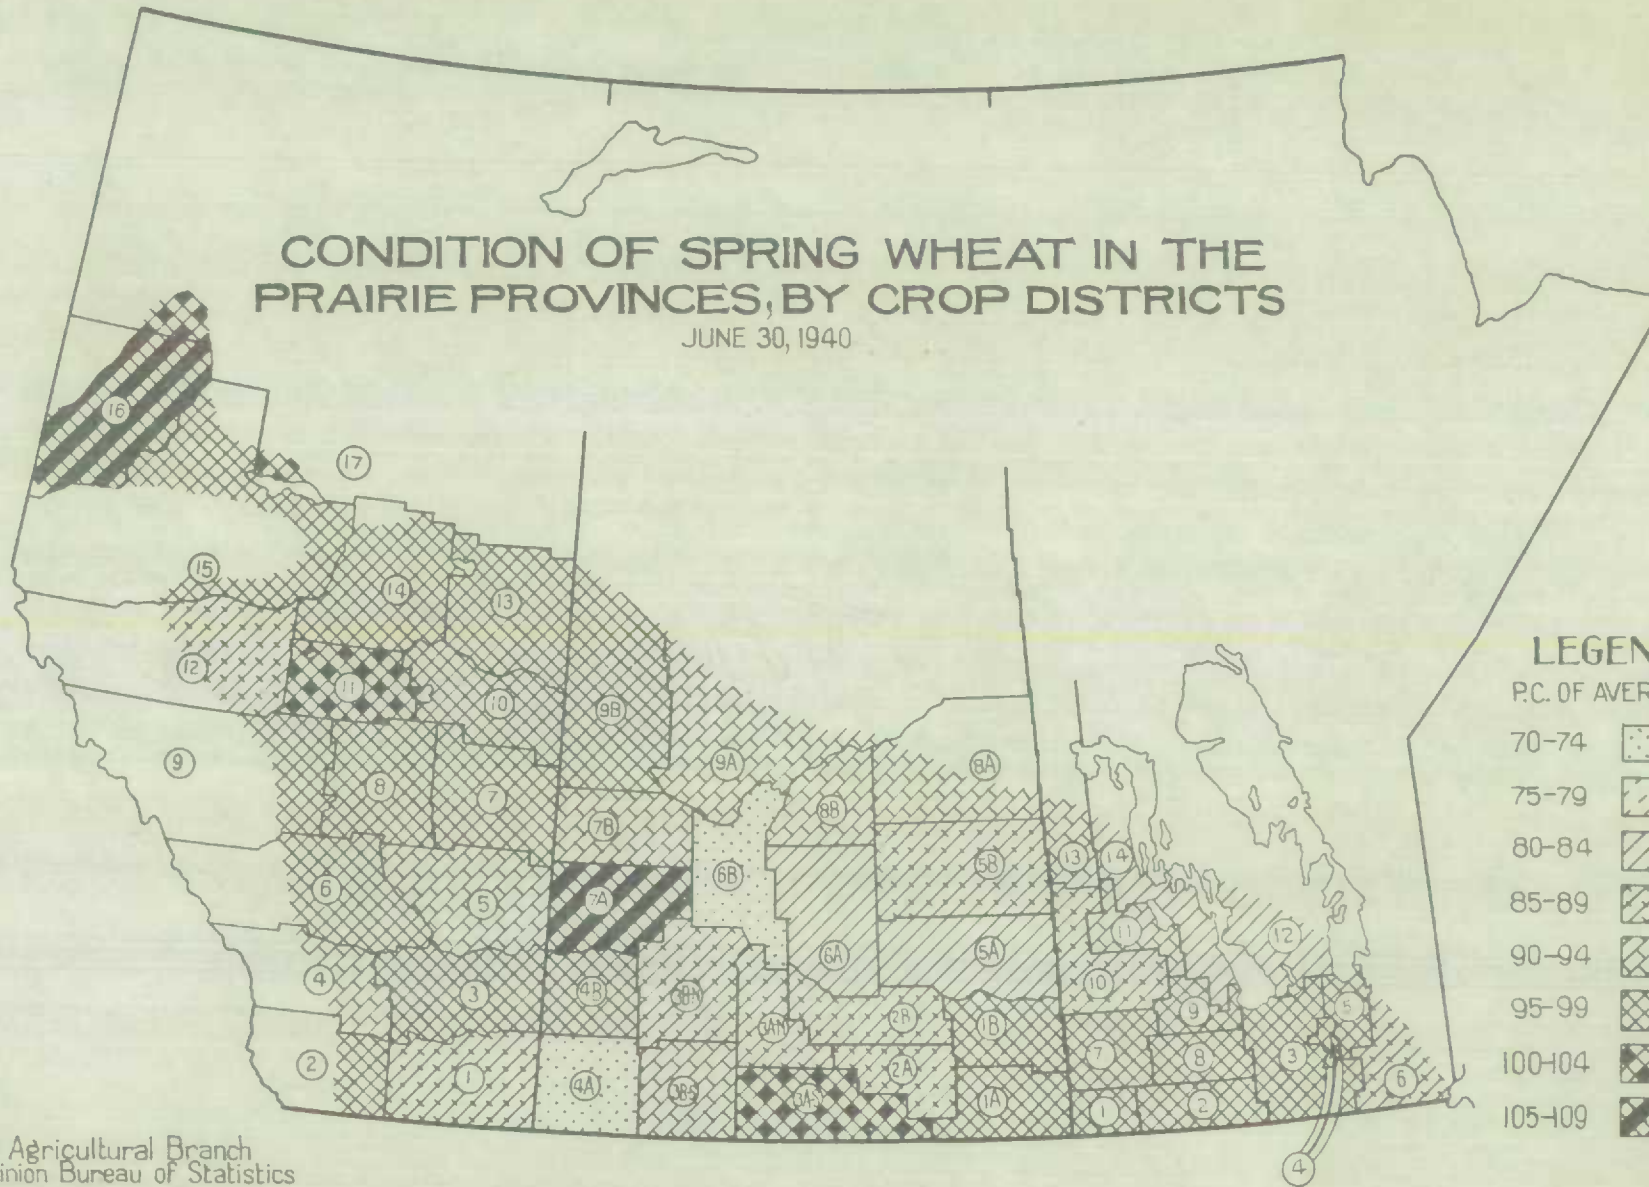 CONDITION OF SPRING WHEAT IN THE
PRAIRIE PROVINCES, BY CROP DISTRICTS
JUNE 30, 1940
16
17
15
14
13
12
11
10
9B
9
8
7
9A
8A
7B
8B
6
5
7A
6B
5B
13
14
4
3
4B
3B-N
6A
5A
10
11
12
2
1
4A
3B-S
3A-N
3A-S
2B
2A
1B
1A
7
9
8
1
2
3
5
6
4
LEGEN
P.C. OF AVER
70-74
75-79
80-84
85-89
90-94
95-99
100-104
105-109
Agricultural Branch
inion Bureau of Statistics